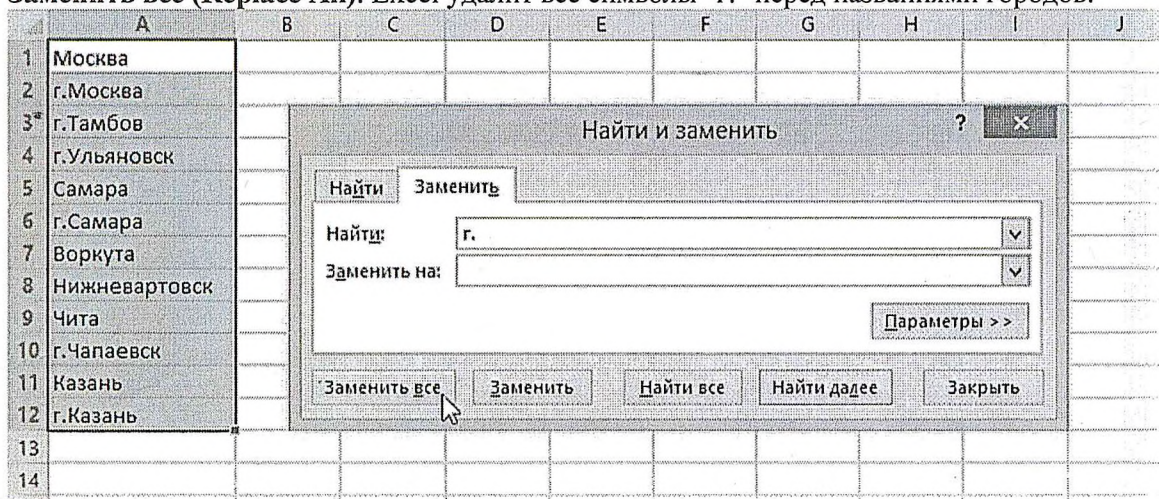 Заменить все (Replace All). Excel удалит все символы "г." перед названиями городов.
A B C D E F G H I J
1 Москва
2 г.Москва
3 г.Тамбов
4 г.Ульяновск
5 Самара
6 г.Самара
7 Воркута
8 Нижневартовск
9 Чита
10 г.Чапаевск
11 Казань
12 г.Казань
13
14
Найти и заменить ? ×
Найти Заменить
Найти: г.
Заменить на:
Параметры >>
Заменить все Заменить Найти все Найти далее Закрыть